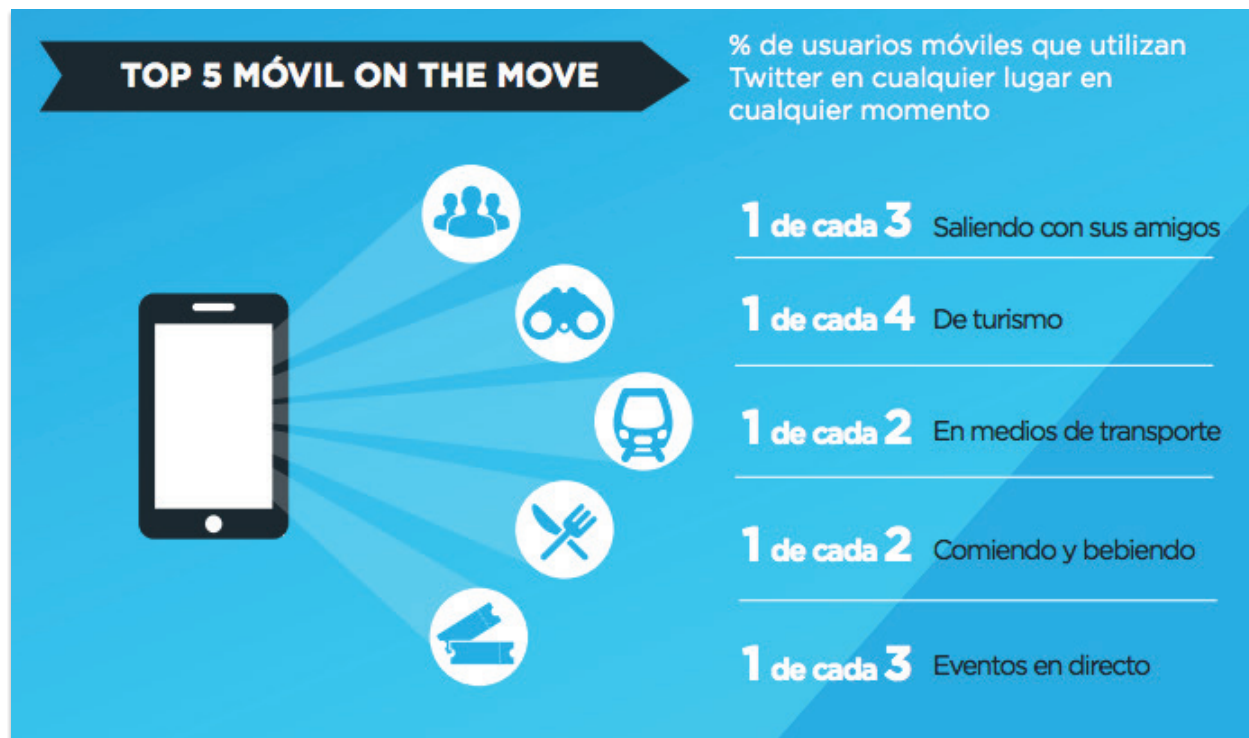 TOP 5 MÓVIL ON THE MOVE
% de usuarios móviles que utilizan
Twitter en cualquier lugar en
cualquier momento
1 de cada 3 Saliendo con sus amigos
1 de cada 4 De turismo
1 de cada 2 En medios de transporte
1 de cada 2 Comiendo y bebiendo
1 de cada 3 Eventos en directo